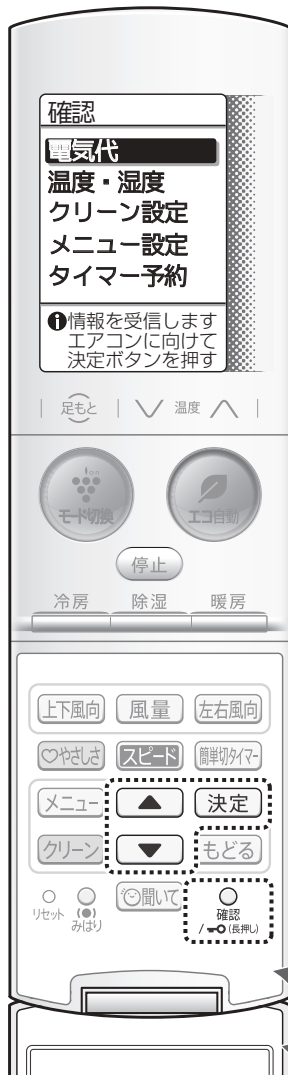 確認
電気代
温度・湿度
クリーン設定
メニュー設定
タイマー予約
❶情報を受信します
エアコンに向けて
決定ボタンを押す
足もと 温度
モード切換 エコ自動
停止
冷房 除湿 暖房
上下風向 風量 左右風向
♡やさしさ スピード 簡単切タイマー
メニュー ▲ 決定
クリーン ▼ もどる
リセット みはり 聞いて 確認
/ (長押し)